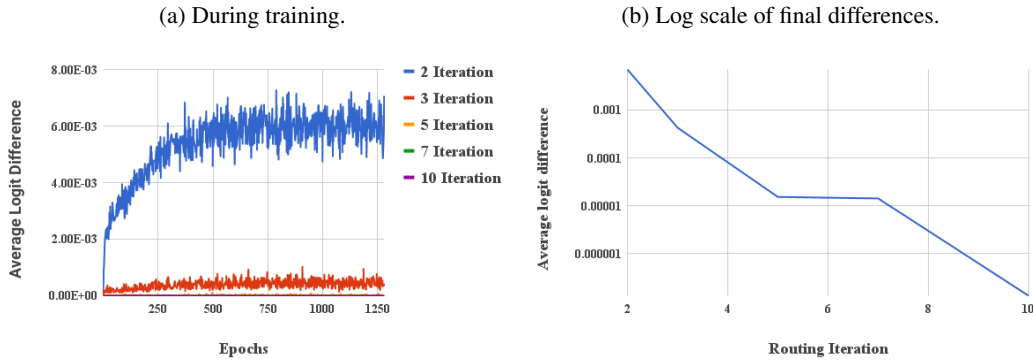 (a) During training.
8.00E-03
6.00E-03
4.00E-03
2.00E-03
0.00E+00
250
500
750
1000
1250
Average Logit Difference
Epochs
2 Iteration
3 Iteration
5 Iteration
7 Iteration
10 Iteration
(b) Log scale of final differences.
0.001
0.0001
0.00001
0.000001
2
4
6
8
10
Average logit difference
Routing Iteration